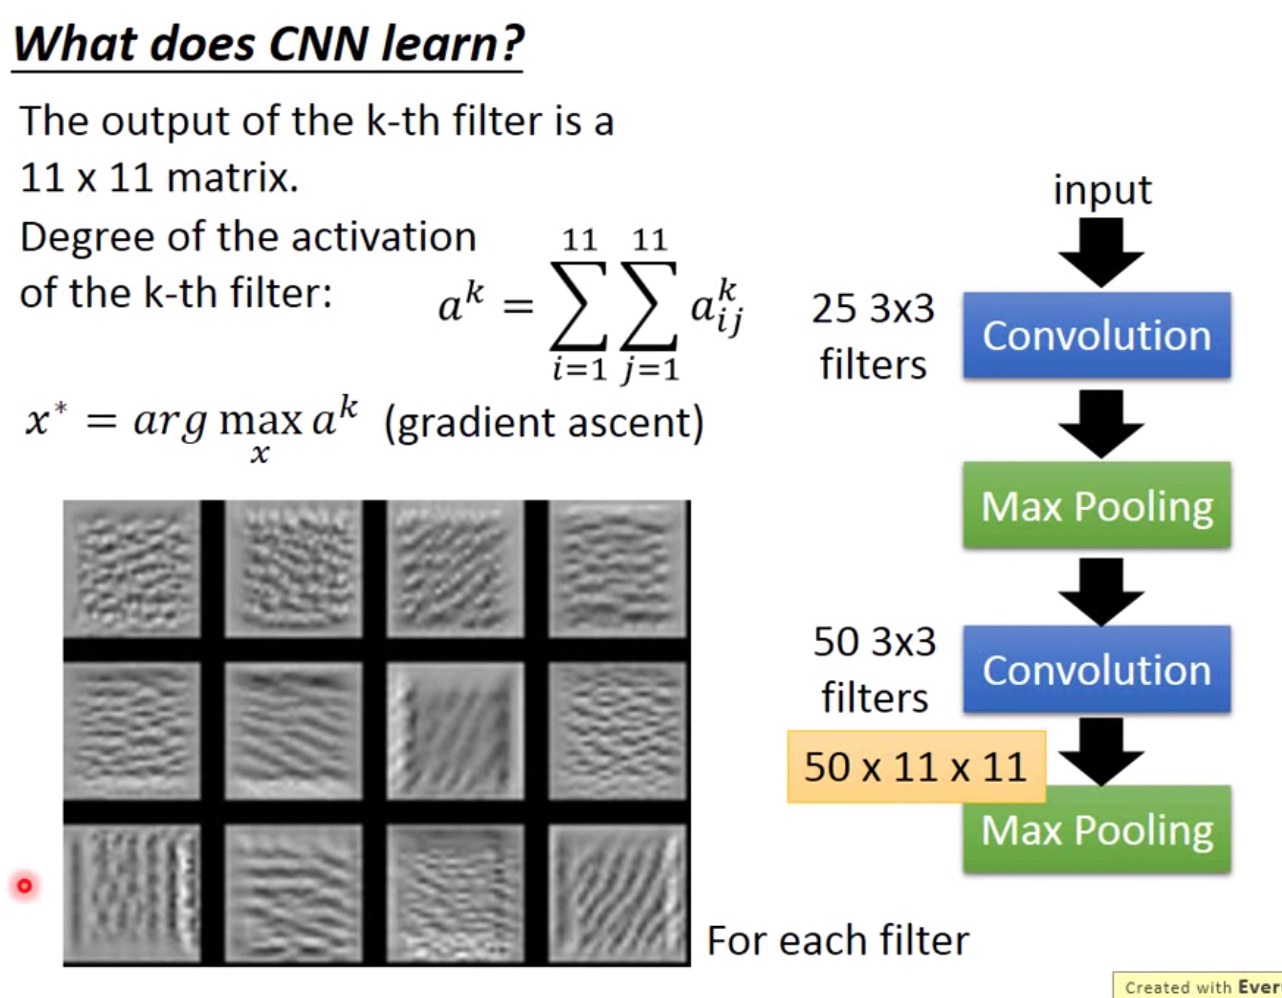 What does CNN learn?
The output of the k-th filter is a
11 x 11 matrix.
Degree of the activation
of the k-th filter:
a^k = \sum_{i=1}^{11} \sum_{j=1}^{11} a_{ij}^k
x^* = arg max_x a^k (gradient ascent)
input
25 3x3
filters
Convolution
Max Pooling
50 3x3
filters
Convolution
50 x 11 x 11
Max Pooling
For each filter
Created with Ever